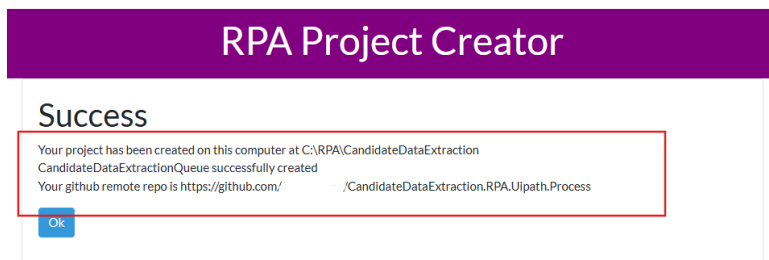 RPA Project Creator
Success
Your project has been created on this computer at C:\RPA\CandidateDataExtraction
CandidateDataExtractionQueue successfully created
Your github remote repo is https://github.com/ /CandidateDataExtraction.RPA.Uipath.Process
Ok